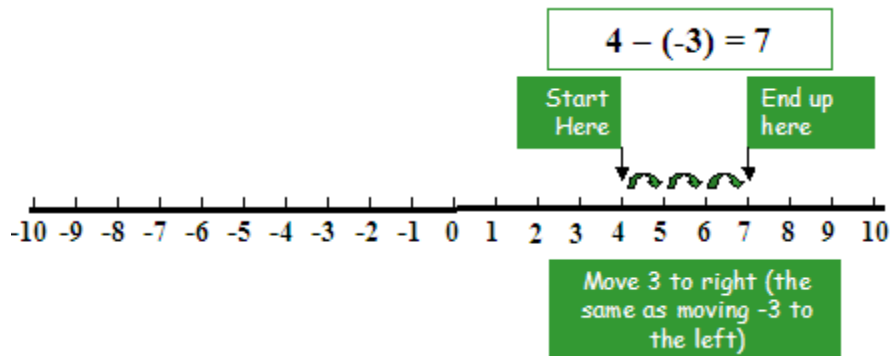 4 – (-3) = 7
Start
Here
End up
here
-10 -9 -8 -7 -6 -5 -4 -3 -2 -1 0 1 2 3 4 5 6 7 8 9 10
Move 3 to right (the
same as moving -3 to
the left)